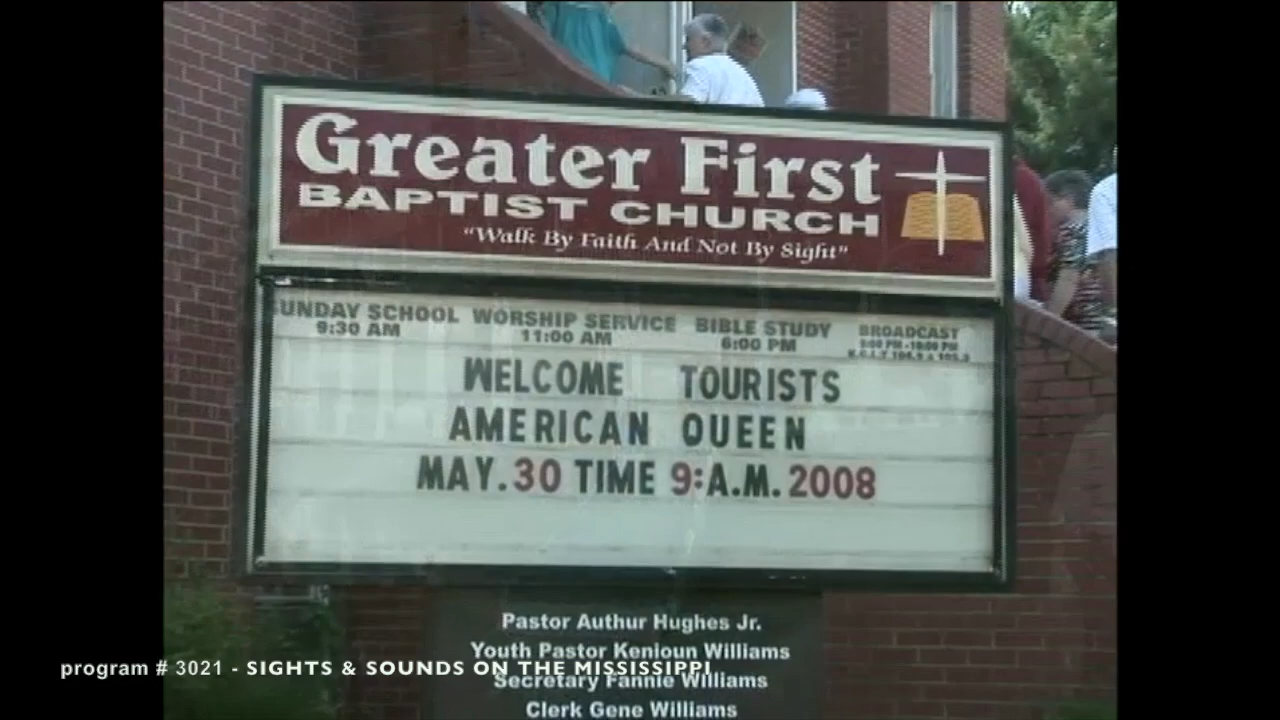 Greater First
BAPTIST CHURCH
"Walk By Faith And Not By Sight"
SUNDAY SCHOOL WORSHIP SERVICE BIBLE STUDY BROADCAST
9:30 AM 11:00 AM 6:00 PM
WELCOME TOURISTS
AMERICAN QUEEN
MAY.30 TIME 9:A.M. 2008
Pastor Authur Hughes Jr.
Youth Pastor Kenioun Williams
program # 3021 - SIGHTS & SOUNDS ON THE MISSISSIPPI
Secretary Fannie Williams
Clerk Gene Williams